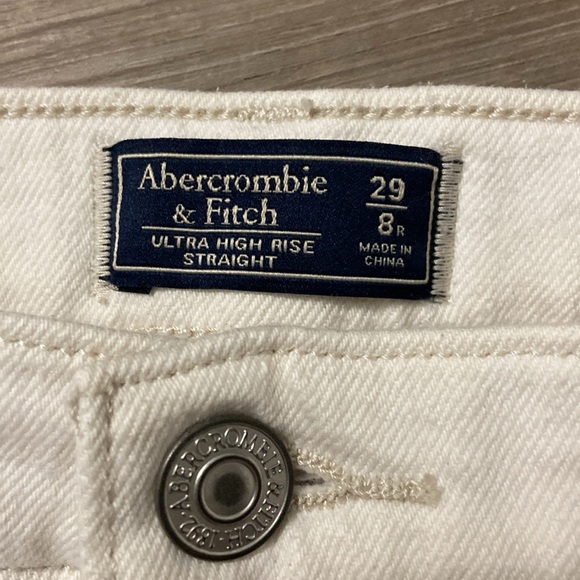 Abercrombie
& Fitch
ULTRA HIGH RISE
STRAIGHT
29
8R
MADE IN
CHINA
ABERCROMBIE & FITCH·1892·